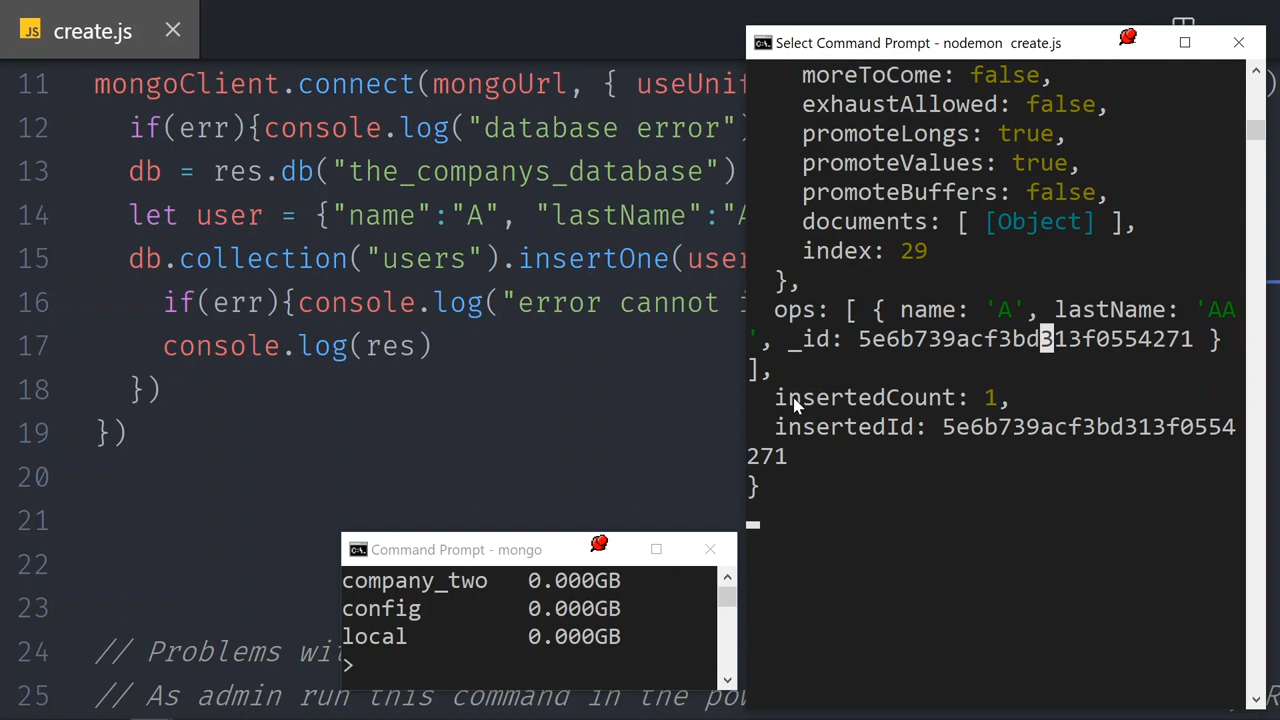 JS create.js
11 mongoClient.connect(mongoUrl, { useUnif
12 if(err){console.log("database error")
13 db = res.db("the_companys_database")
14 let user = {"name":"A", "lastName":"A
15 db.collection("users").insertOne(user
16 if(err){console.log("error cannot i
17 console.log(res)
18 })
19 })
20
21
22
23
24 // Problems wit
25 // As admin run this command in the pow
Select Command Prompt - nodemon create.js
moreToCome: false,
exhaustAllowed: false,
promoteLongs: true,
promoteValues: true,
promoteBuffers: false,
documents: [ [Object] ],
index: 29
},
ops: [ { name: 'A', lastName: 'AA
', _id: 5e6b739acf3bd313f0554271 }
],
insertedCount: 1,
insertedId: 5e6b739acf3bd313f0554
271
}
Command Prompt - mongo
company_two 0.000GB
config 0.000GB
local 0.000GB
>